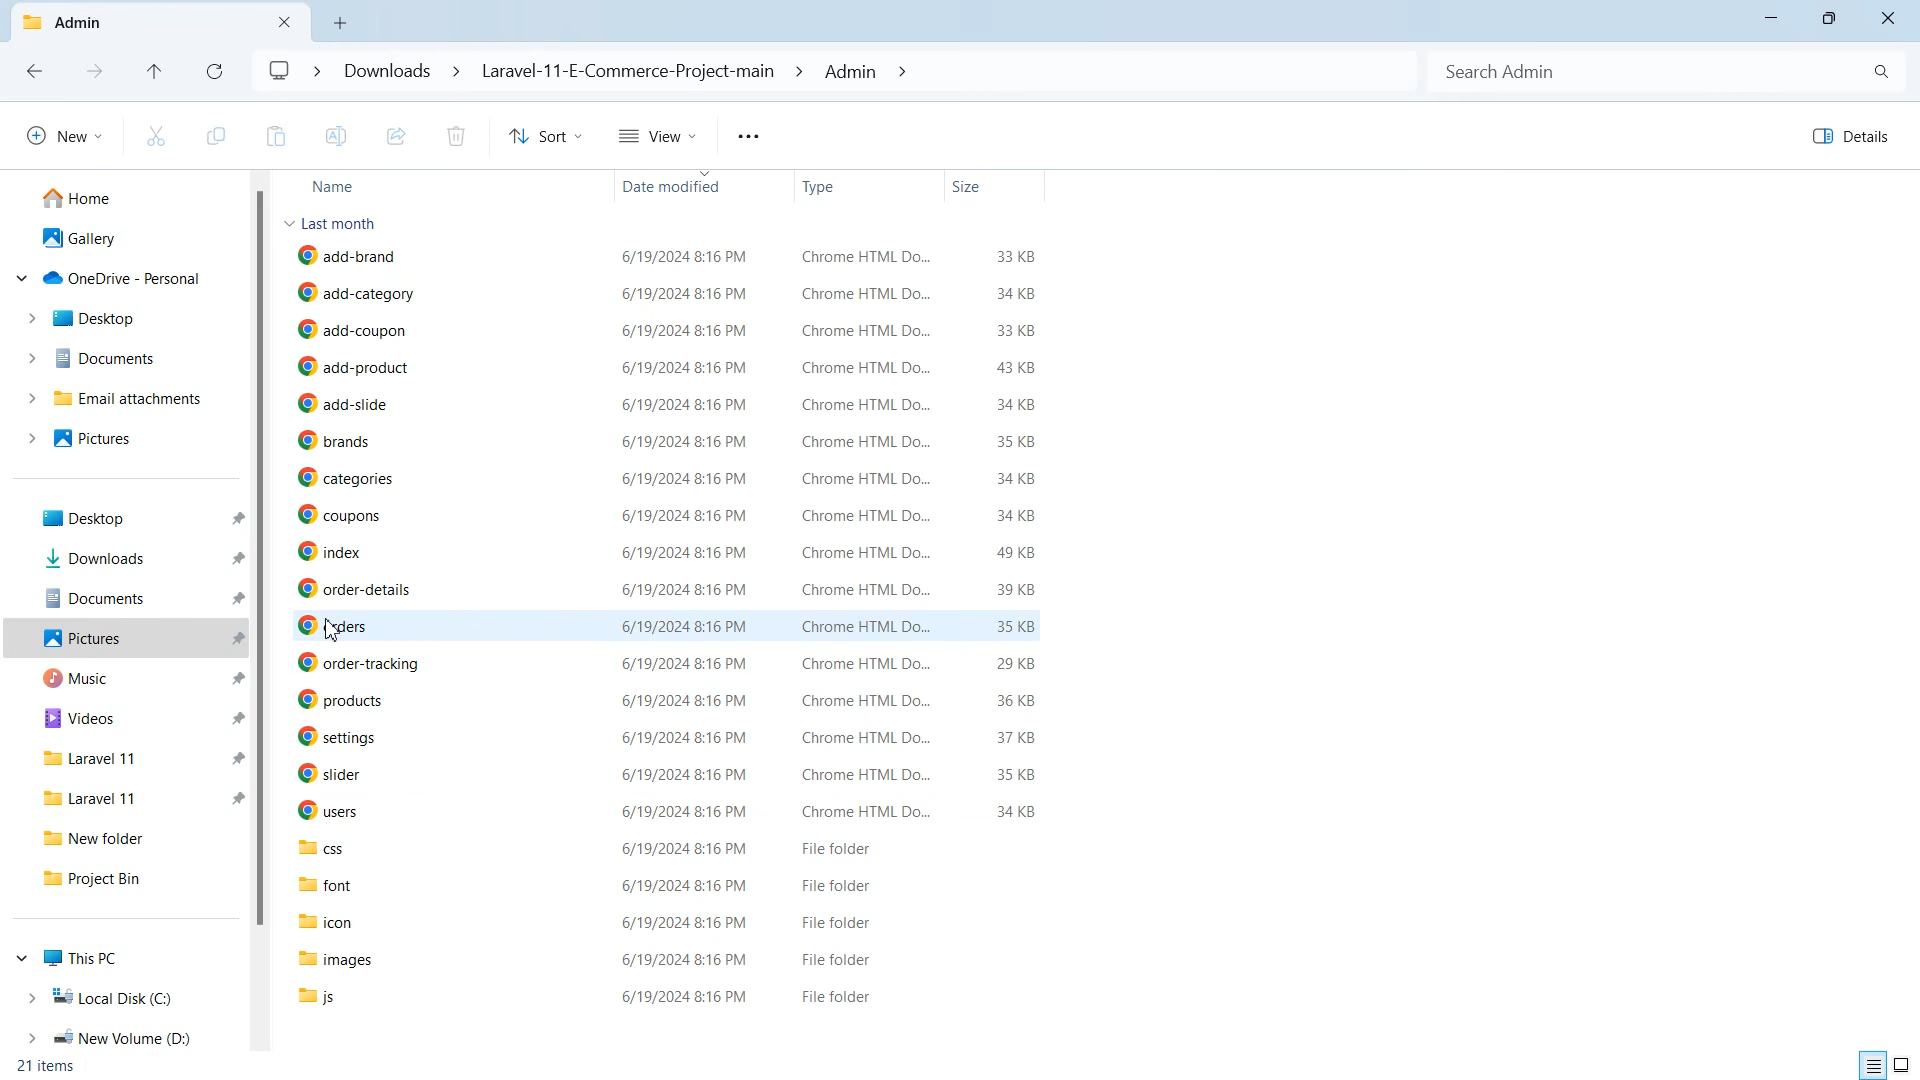 Admin
Downloads > Laravel-11-E-Commerce-Project-main > Admin >
Search Admin
New
Sort
View
Details
Home
Gallery
OneDrive - Personal
Desktop
Documents
Email attachments
Pictures
Desktop
Downloads
Documents
Pictures
Music
Videos
Laravel 11
Laravel 11
New folder
Project Bin
This PC
Local Disk (C:)
New Volume (D:)
Name Date modified Type Size
Last month
add-brand 6/19/2024 8:16 PM Chrome HTML Do... 33 KB
add-category 6/19/2024 8:16 PM Chrome HTML Do... 34 KB
add-coupon 6/19/2024 8:16 PM Chrome HTML Do... 33 KB
add-product 6/19/2024 8:16 PM Chrome HTML Do... 43 KB
add-slide 6/19/2024 8:16 PM Chrome HTML Do... 34 KB
brands 6/19/2024 8:16 PM Chrome HTML Do... 35 KB
categories 6/19/2024 8:16 PM Chrome HTML Do... 34 KB
coupons 6/19/2024 8:16 PM Chrome HTML Do... 34 KB
index 6/19/2024 8:16 PM Chrome HTML Do... 49 KB
order-details 6/19/2024 8:16 PM Chrome HTML Do... 39 KB
orders 6/19/2024 8:16 PM Chrome HTML Do... 35 KB
order-tracking 6/19/2024 8:16 PM Chrome HTML Do... 29 KB
products 6/19/2024 8:16 PM Chrome HTML Do... 36 KB
settings 6/19/2024 8:16 PM Chrome HTML Do... 37 KB
slider 6/19/2024 8:16 PM Chrome HTML Do... 35 KB
users 6/19/2024 8:16 PM Chrome HTML Do... 34 KB
css 6/19/2024 8:16 PM File folder
font 6/19/2024 8:16 PM File folder
icon 6/19/2024 8:16 PM File folder
images 6/19/2024 8:16 PM File folder
js 6/19/2024 8:16 PM File folder
21 items